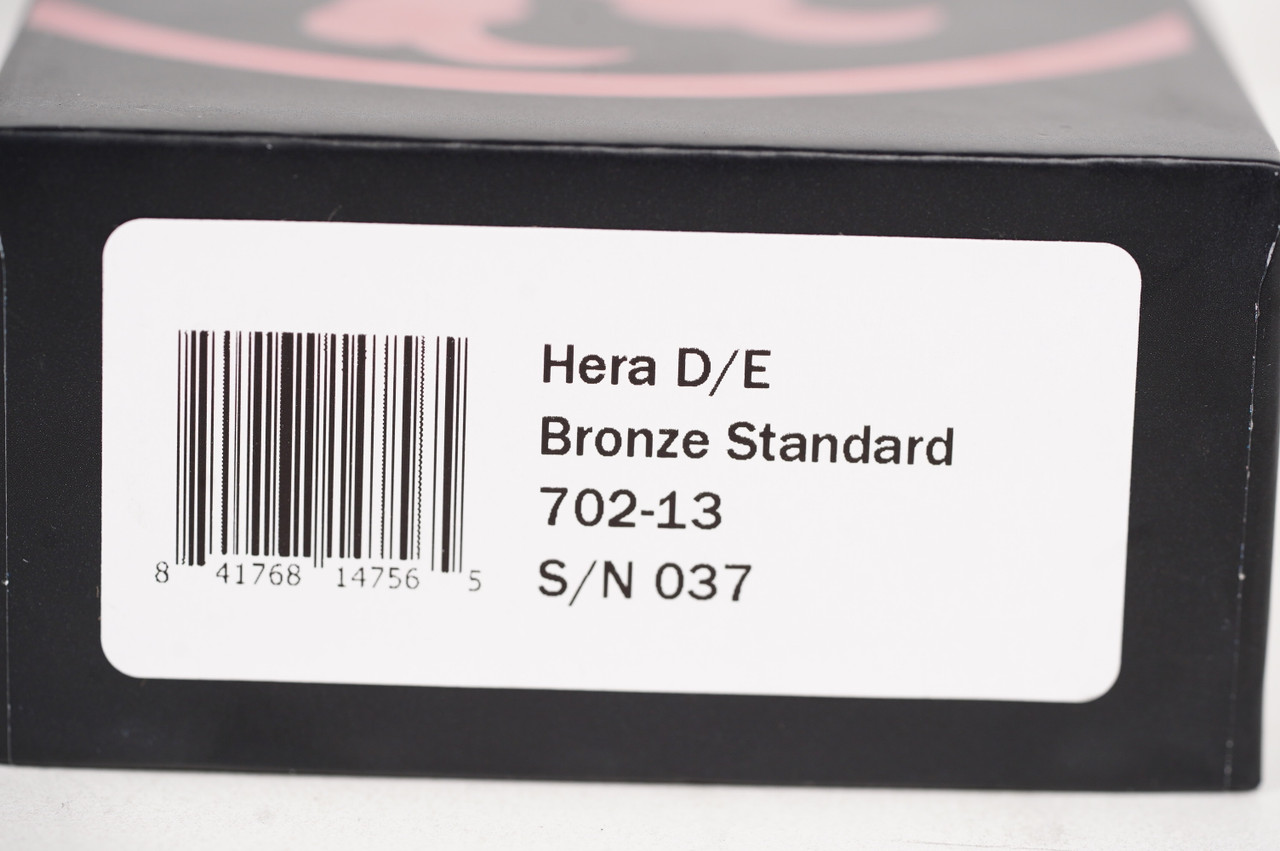 Hera D/E
Bronze Standard
702-13
S/N 037
8 41768 14756 5